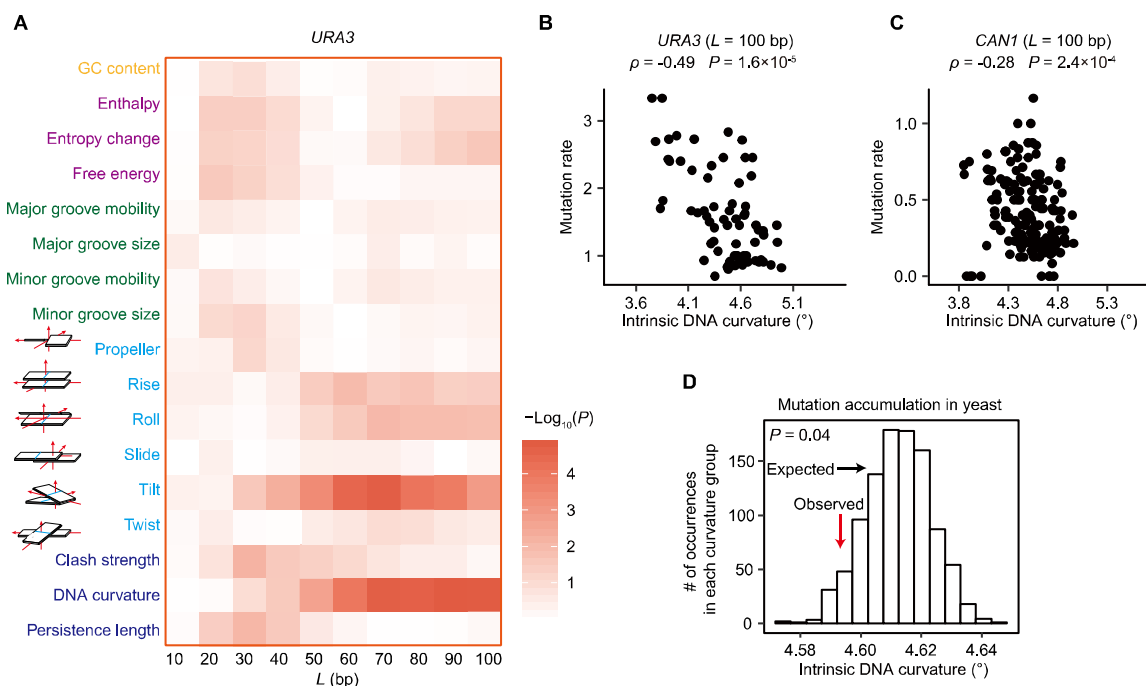 A
URA3
GC content
Enthalpy
Entropy change
Free energy
Major groove mobility
Major groove size
Minor groove mobility
Minor groove size
Propeller
Rise
Roll
Slide
Tilt
Twist
Clash strength
DNA curvature
Persistence length
10 20 30 40 50 60 70 80 90 100
L (bp)
−Log10(P)
4
3
2
1
B
URA3 (L = 100 bp)
ρ = -0.49 P = 1.6×10⁻⁵
Mutation rate
3
2
1
3.6 4.1 4.6 5.1
Intrinsic DNA curvature (°)
C
CAN1 (L = 100 bp)
ρ = -0.28 P = 2.4×10⁻⁴
Mutation rate
1.0
0.5
0.0
3.8 4.3 4.8 5.3
Intrinsic DNA curvature (°)
D
Mutation accumulation in yeast
P = 0.04
Expected
Observed
# of occurrences
in each curvature group
150
100
50
0
4.58 4.60 4.62 4.64
Intrinsic DNA curvature (°)